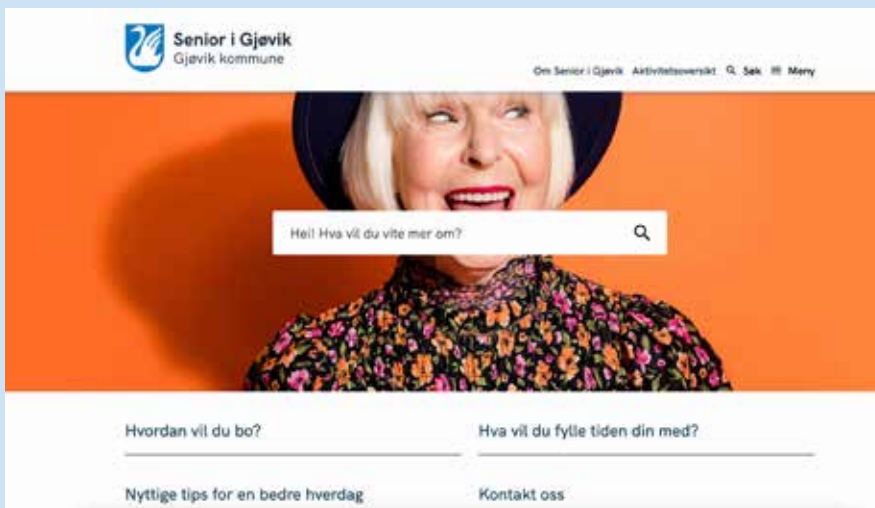 Senior i Gjøvik
Gjøvik kommune
Om Senior i Gjøvik Aktivitetsoversikt Søk Meny
Hei! Hva vil du vite mer om?
Hvordan vil du bo?
Hva vil du fylle tiden din med?
Nyttige tips for en bedre hverdag
Kontakt oss